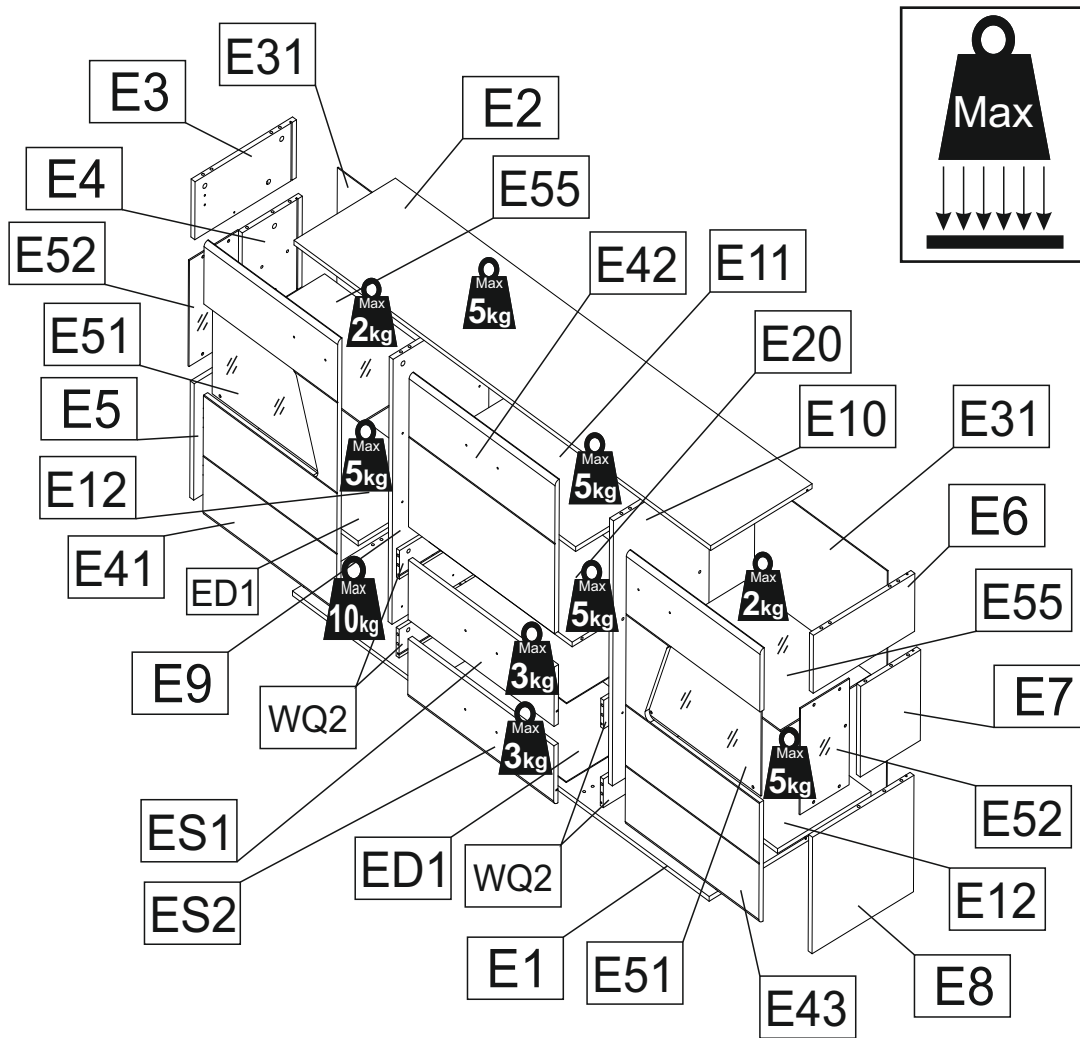 E31
E3
E2
Max
E4
E55
E52
E42
E11
Max
5kg
Max
2kg
E51
E20
E5
E10
E31
Max
5kg
Max
5kg
E12
E6
E41
ED1
Max
10kg
Max
5kg
Max
2kg
E55
E9
Max
3kg
E7
WQ2
Max
3kg
Max
5kg
ES1
E52
ED1
WQ2
ES2
E12
E1
E51
E8
E43